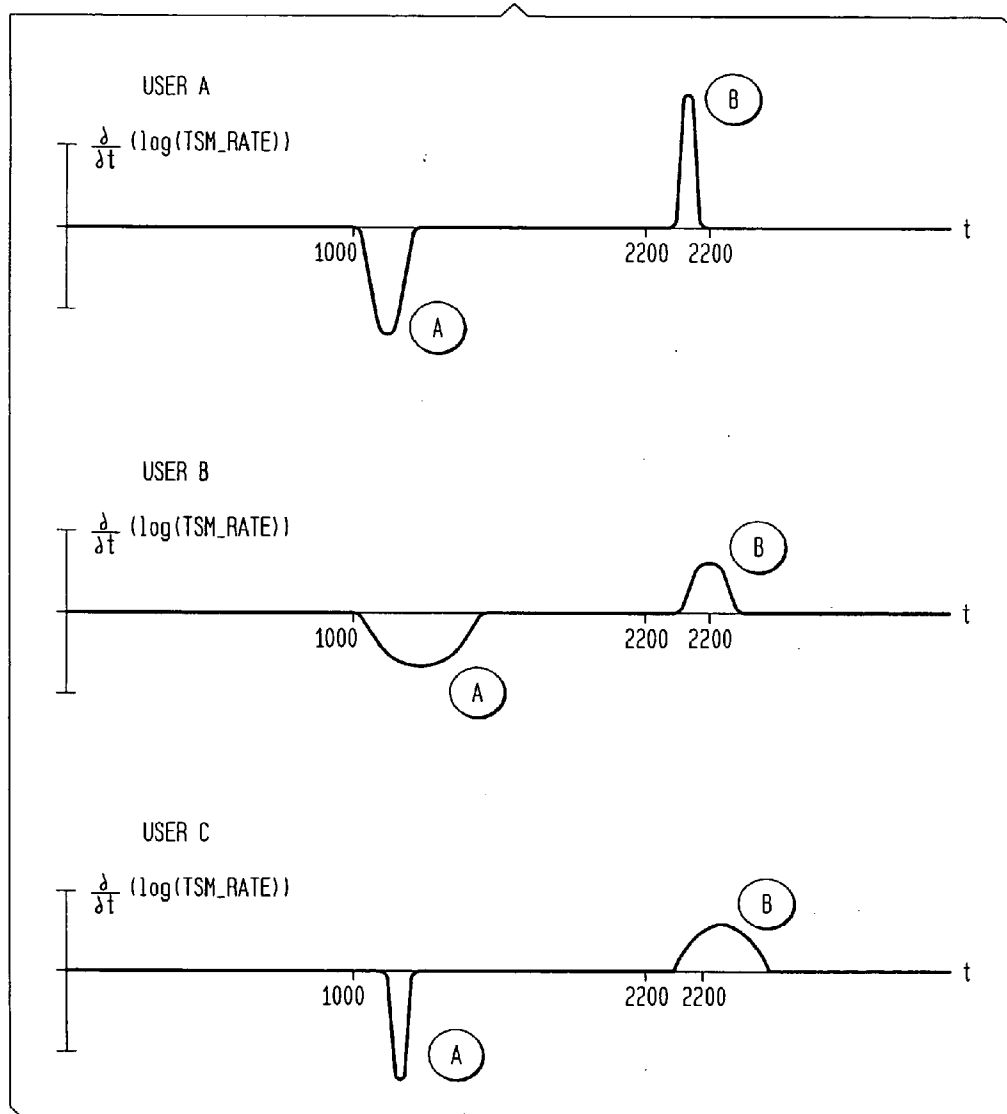 USER A
B
∂/∂t (log(TSM_RATE))
t
1000
2200 2200
A
USER B
∂/∂t (log(TSM_RATE))
B
t
1000
2200 2200
A
USER C
∂/∂t (log(TSM_RATE))
B
t
1000
2200 2200
A